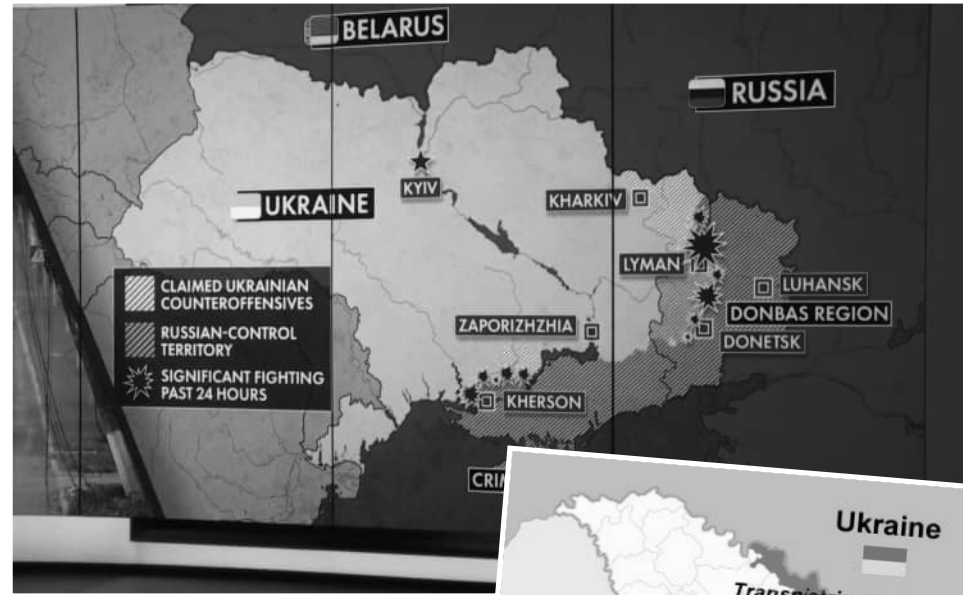 BELARUS
RUSSIA
KYIV
UKRAINE
KHARKIV
LYMAN
LUHANSK
DONBAS REGION
DONETSK
ZAPORIZHZHIA
KHERSON
CLAIMED UKRAINIAN
COUNTEROFFENSIVES
RUSSIAN-CONTROL
TERRITORY
SIGNIFICANT FIGHTING
PAST 24 HOURS
Ukraine